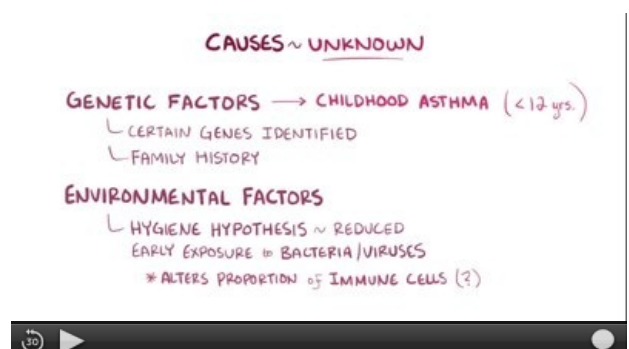 CAUSES ~ UNKNOWN
GENETIC FACTORS → CHILDHOOD ASTHMA (<12 yrs.)
CERTAIN GENES IDENTIFIED
FAMILY HISTORY
ENVIRONMENTAL FACTORS
HYGIENE HYPOTHESIS ~ REDUCED
EARLY EXPOSURE to BACTERIA/VIRUSES
* ALTERS PROPORTION of IMMUNE CELLS (?)
30